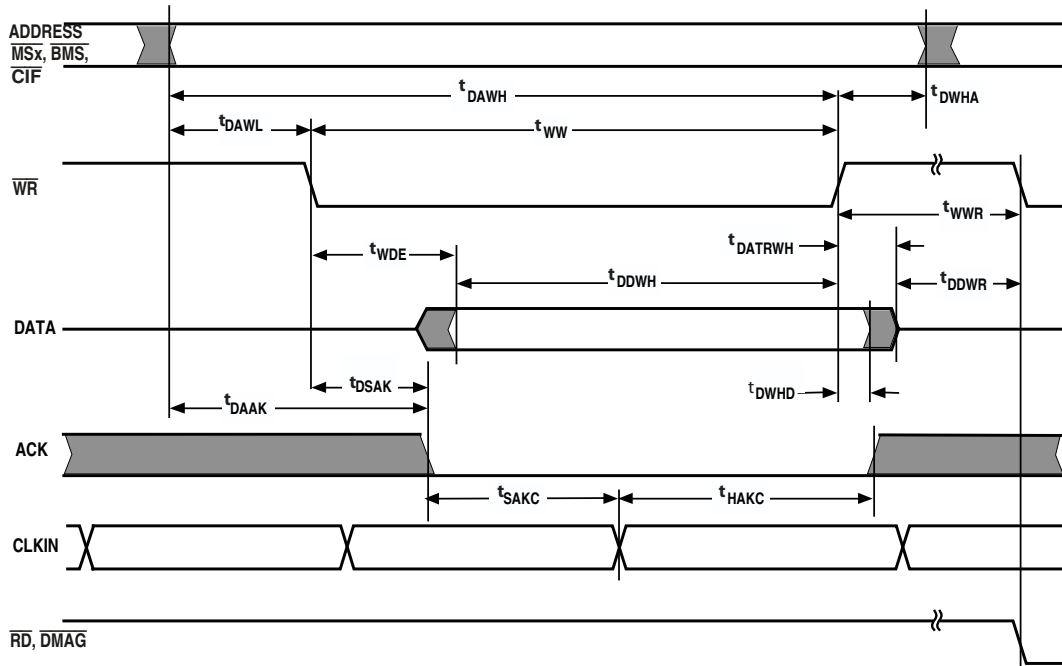 ADDRESS
MSx, BMS,
CIF
tDAWH
tDWHA
tDAWL
tWW
WR
tWWR
tWDE
tDATRWH
tDDWH
tDDWR
DATA
tDSAK
tDWHD
tDAAK
ACK
tSAKC
tHAKC
CLKIN
RD, DMAG